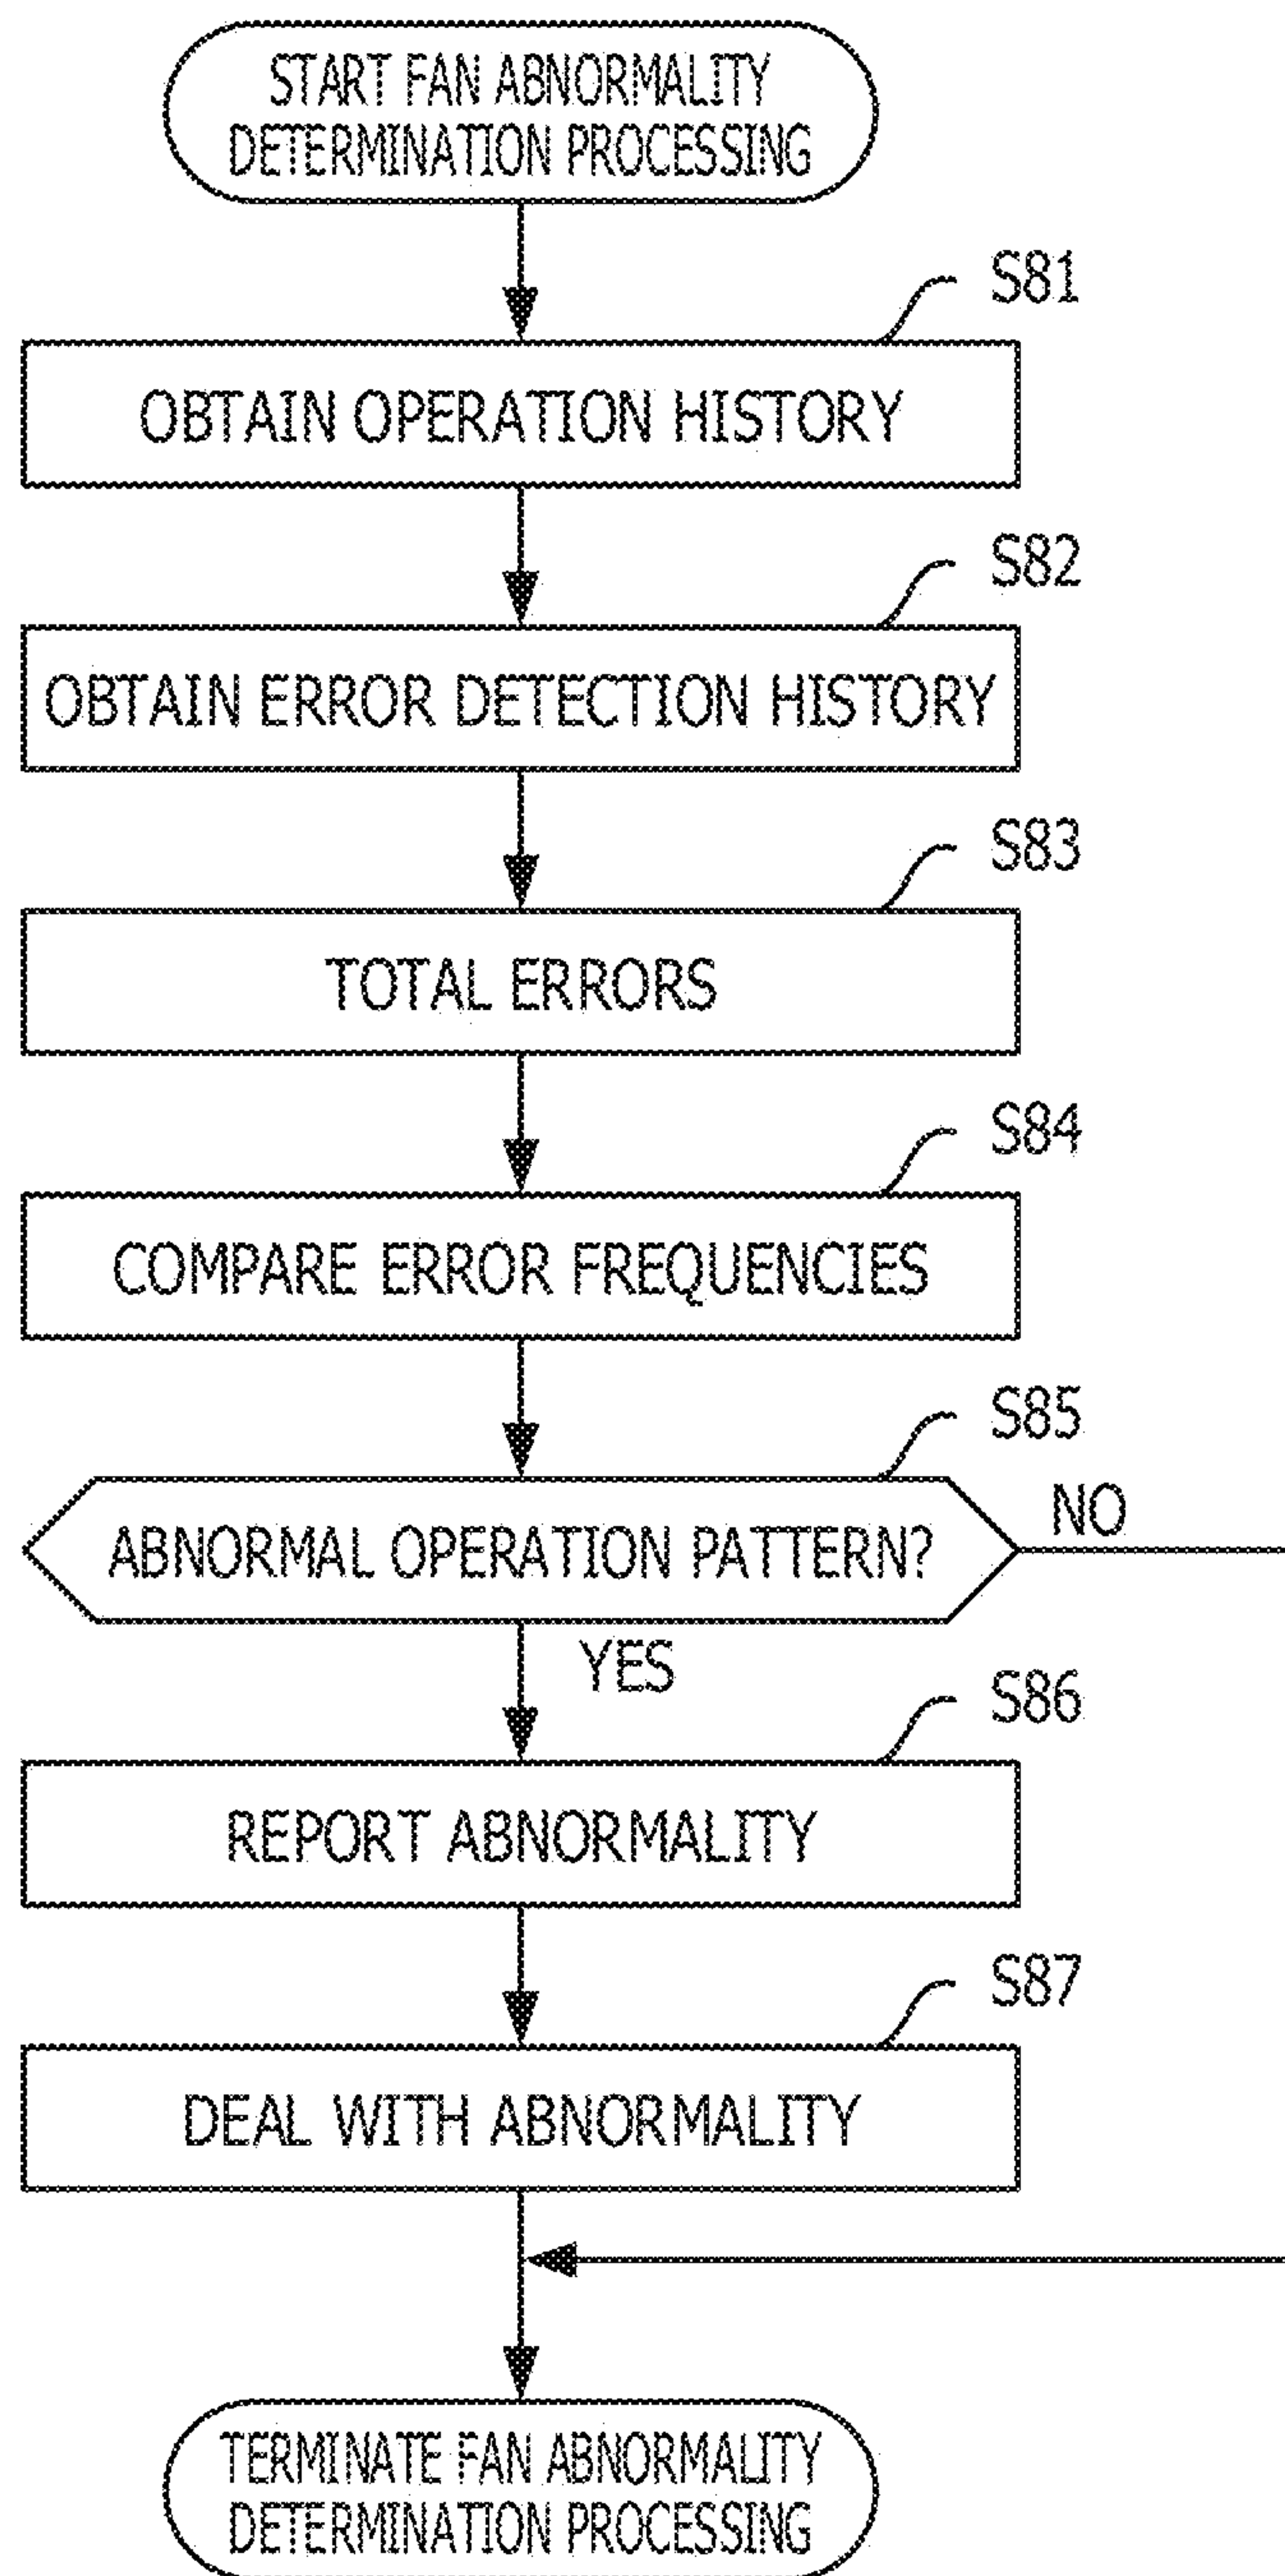 START FAN ABNORMALITY
DETERMINATION PROCESSING
S81
OBTAIN OPERATION HISTORY
S82
OBTAIN ERROR DETECTION HISTORY
S83
TOTAL ERRORS
S84
COMPARE ERROR FREQUENCIES
S85
ABNORMAL OPERATION PATTERN?
NO
YES
S86
REPORT ABNORMALITY
S87
DEAL WITH ABNORMALITY
TERMINATE FAN ABNORMALITY
DETERMINATION PROCESSING